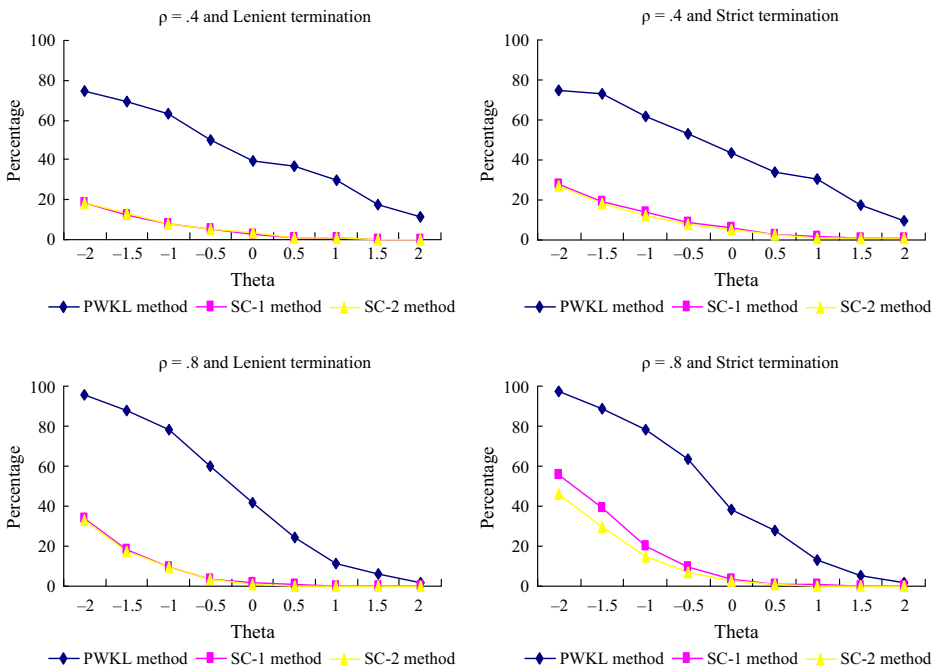 ρ = .4 and Lenient termination
100
80
60
40
20
0
Percentage
–2 –1.5 –1 –0.5 0 0.5 1 1.5 2
Theta
PWKL method SC-1 method SC-2 method
ρ = .4 and Strict termination
100
80
60
40
20
0
Percentage
–2 –1.5 –1 –0.5 0 0.5 1 1.5 2
Theta
PWKL method SC-1 method SC-2 method
ρ = .8 and Lenient termination
100
80
60
40
20
0
Percentage
–2 –1.5 –1 –0.5 0 0.5 1 1.5 2
Theta
PWKL method SC-1 method SC-2 method
ρ = .8 and Strict termination
100
80
60
40
20
0
Percentage
–2 –1.5 –1 –0.5 0 0.5 1 1.5 2
Theta
PWKL method SC-1 method SC-2 method